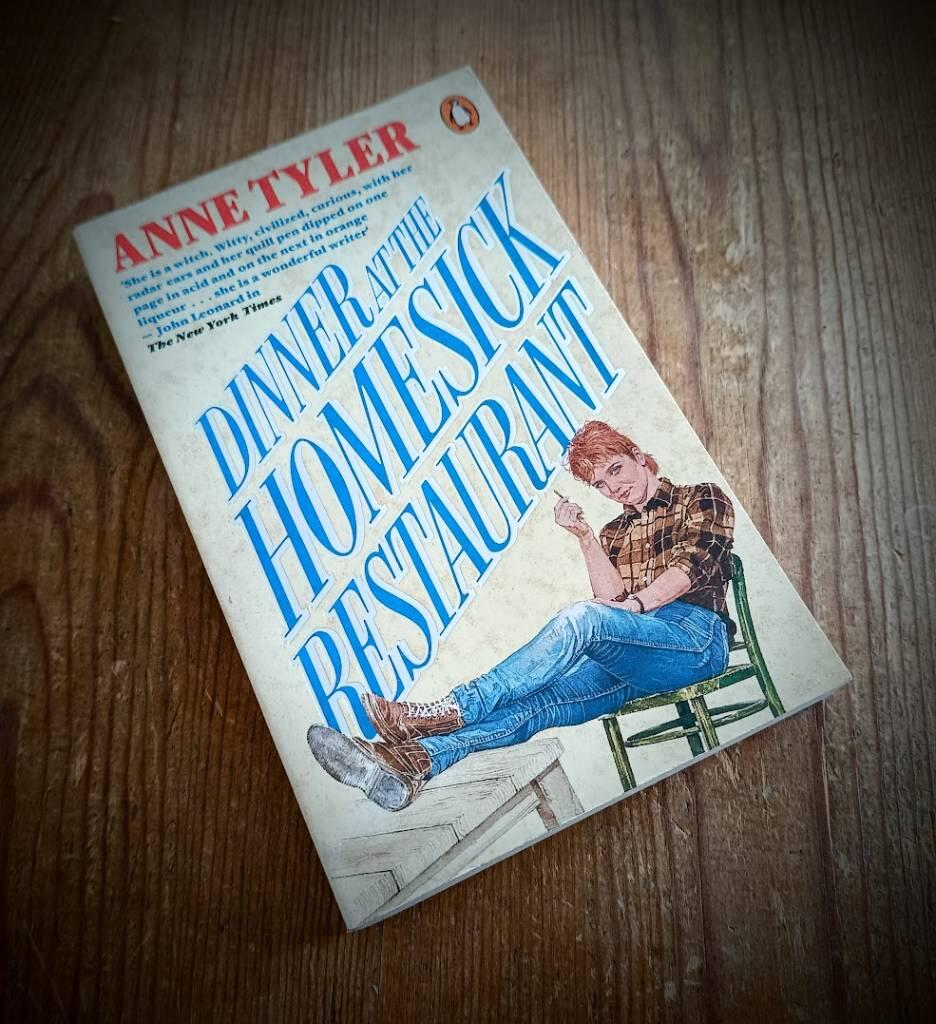 ANNE TYLER
'She is a witch. Witty, civilized, curious, with her
radar ears and her quill pen dipped on one
page in acid and on the next in orange
liqueur . . . she is a wonderful writer'
– John Leonard in
The New York Times
DINNER AT THE
HOMESICK
RESTAURANT